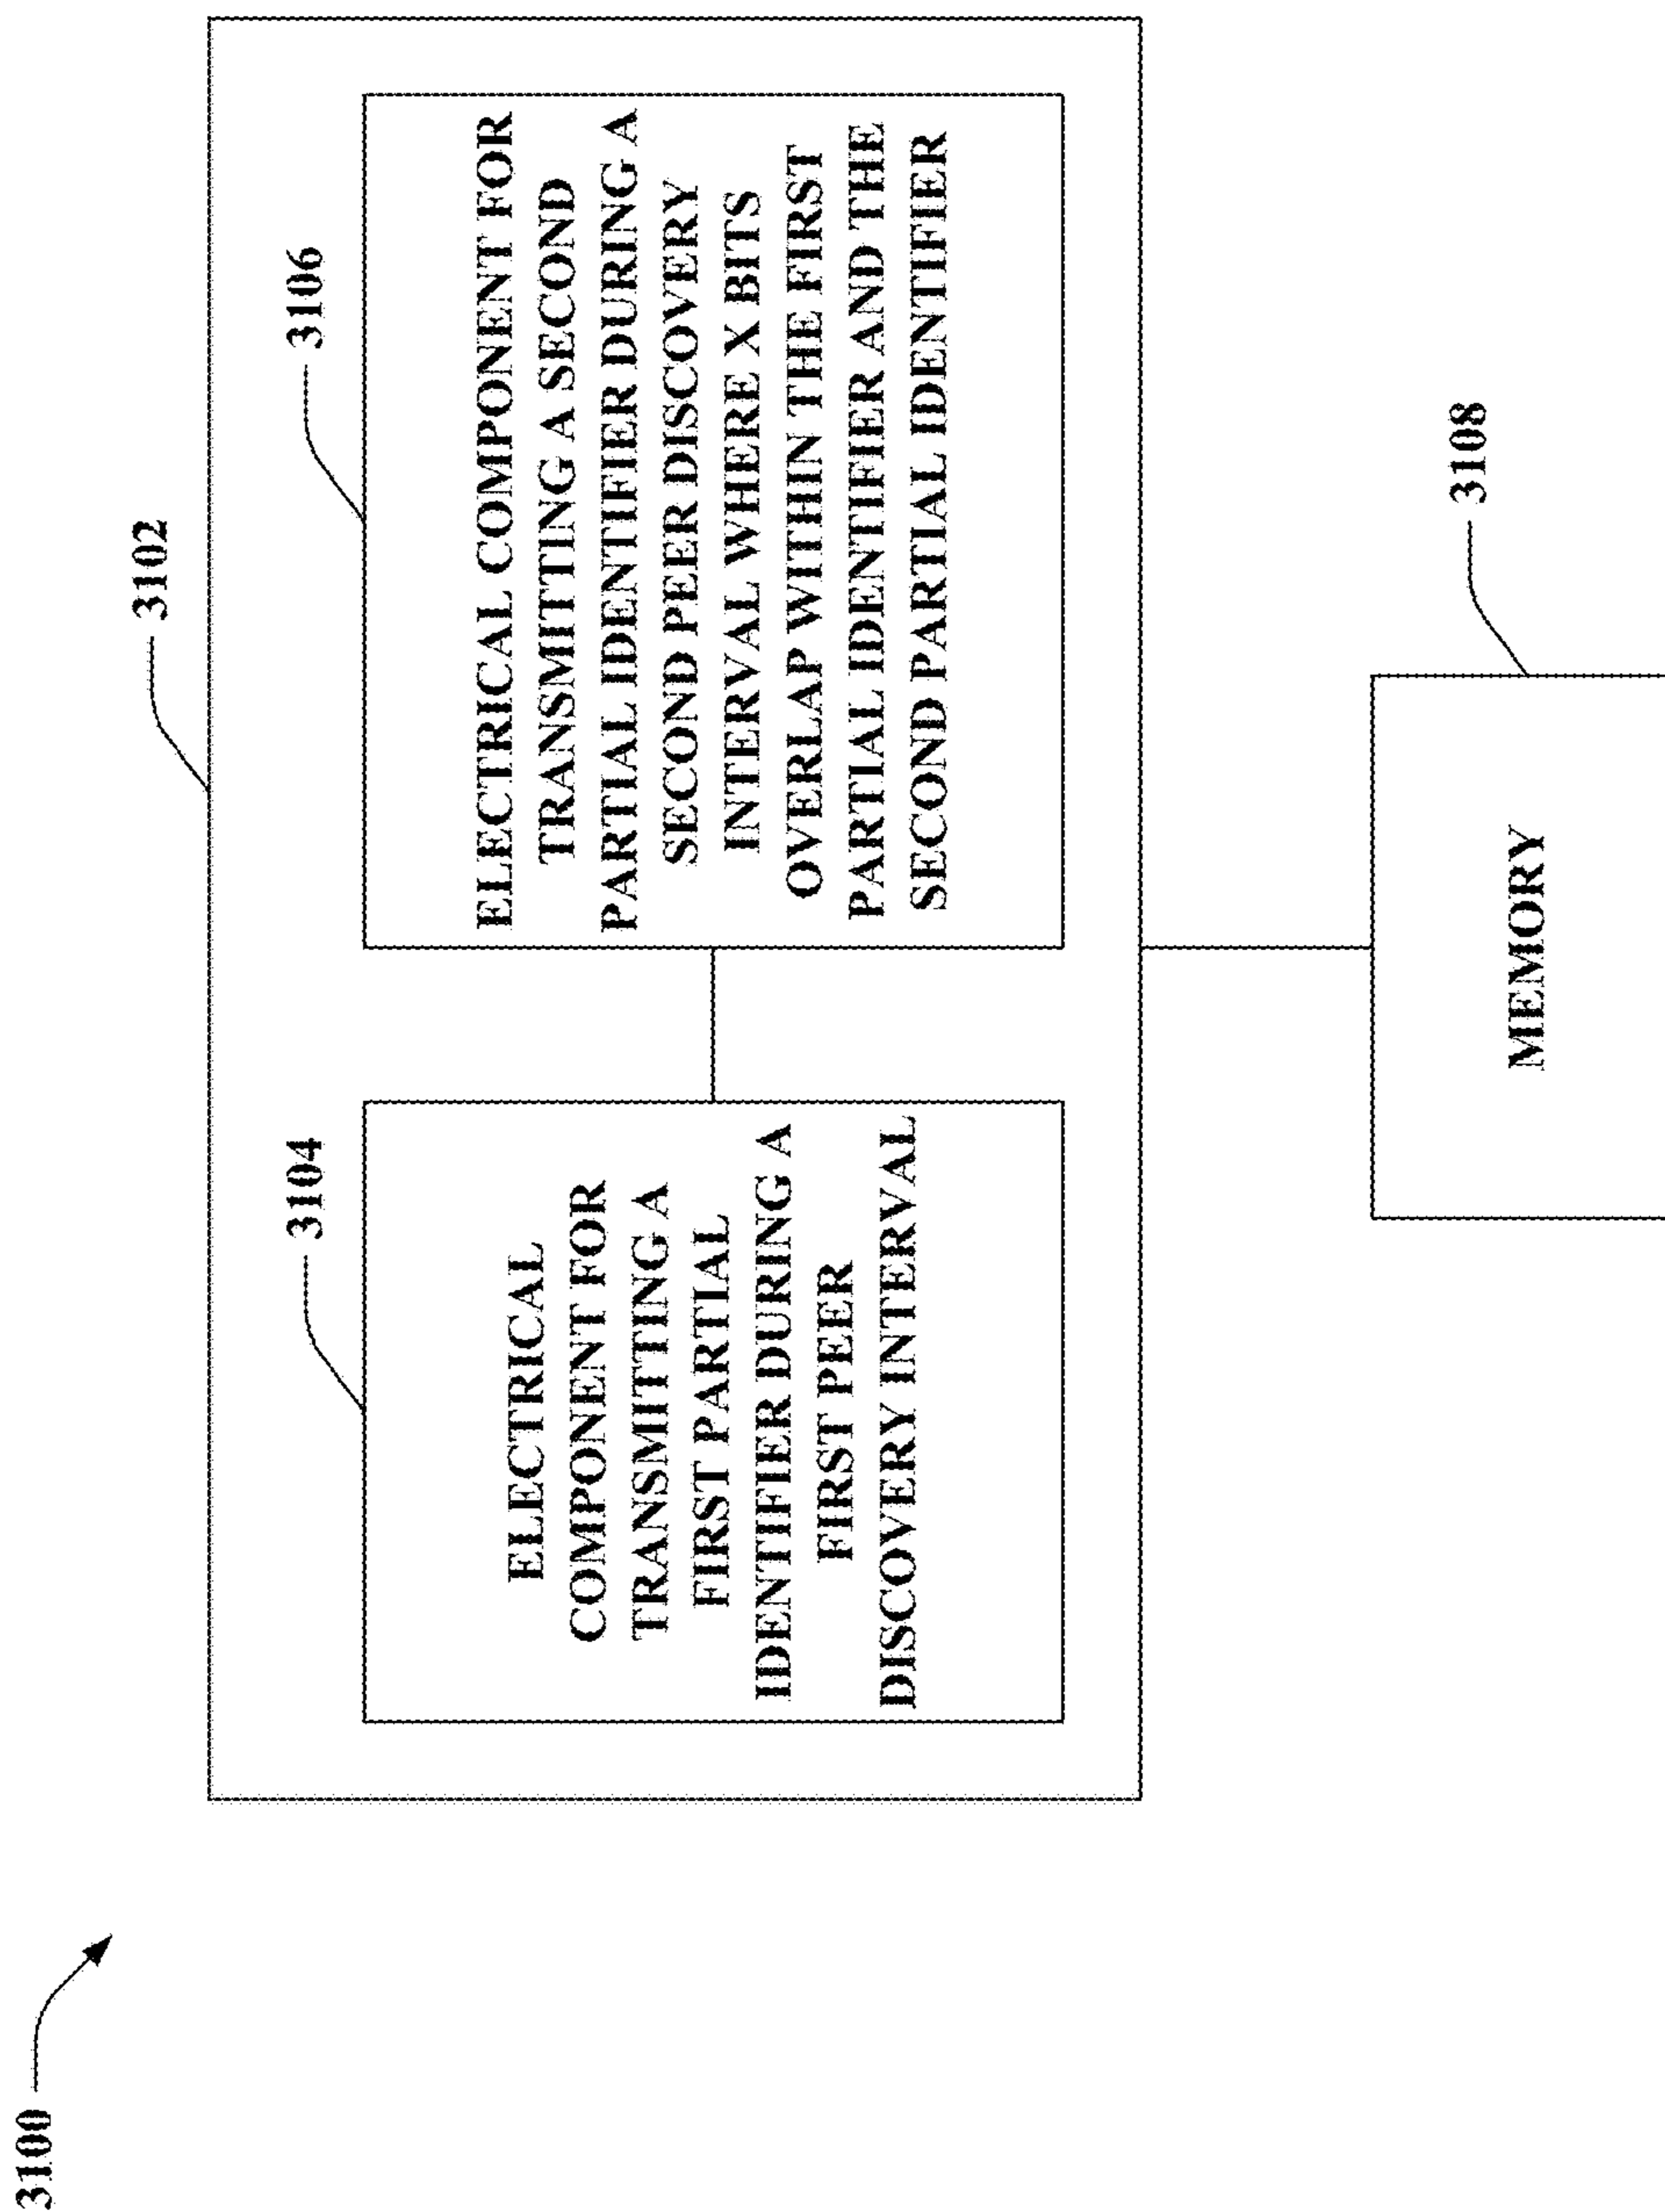 3100
3102
3104
ELECTRICAL
COMPONENT FOR
TRANSMITTING A
FIRST PARTIAL
IDENTIFIER DURING A
FIRST PEER
DISCOVERY INTERVAL
3106
ELECTRICAL COMPONENT FOR
TRANSMITTING A SECOND
PARTIAL IDENTIFIER DURING A
SECOND PEER DISCOVERY
INTERVAL WHERE X BITS
OVERLAP WITHIN THE FIRST
PARTIAL IDENTIFIER AND THE
SECOND PARTIAL IDENTIFIER
3108
MEMORY